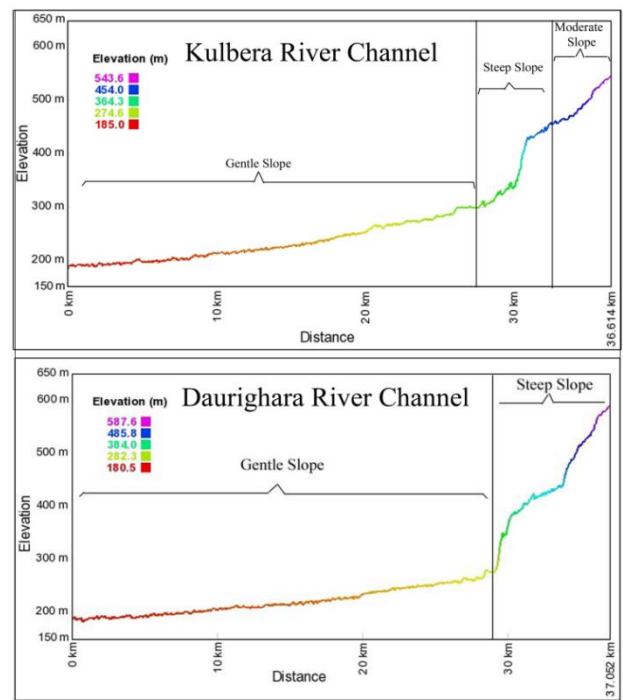 650 m
600 m
500 m
400 m
300 m
200 m
150 m
Elevation
Elevation (m)
543.6
454.0
364.3
274.6
185.0
Kulbera River Channel
Gentle Slope
Steep Slope
Moderate
Slope
0 km
10 km
20 km
30 km
36.614 km
Distance
650 m
600 m
500 m
400 m
300 m
200 m
150 m
Elevation
Elevation (m)
587.6
485.8
384.0
282.3
180.5
Daurighara River Channel
Gentle Slope
Steep Slope
0 km
10 km
20 km
30 km
37.052 km
Distance